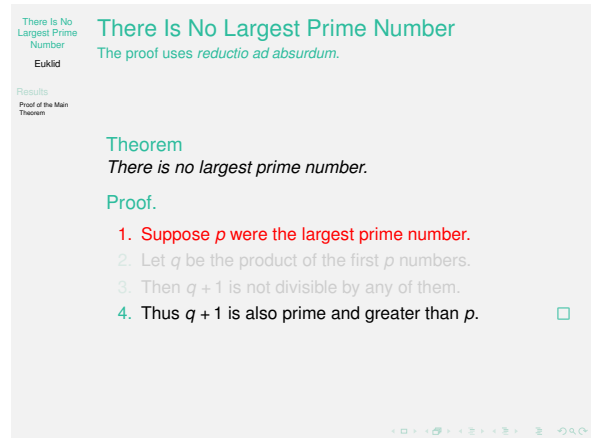 There Is No
Largest Prime
Number
Euklid
Results
Proof of the Main
Theorem
There Is No Largest Prime Number
The proof uses reductio ad absurdum.
Theorem
There is no largest prime number.
Proof.
1. Suppose p were the largest prime number.
2. Let q be the product of the first p numbers.
3. Then q + 1 is not divisible by any of them.
4. Thus q + 1 is also prime and greater than p.